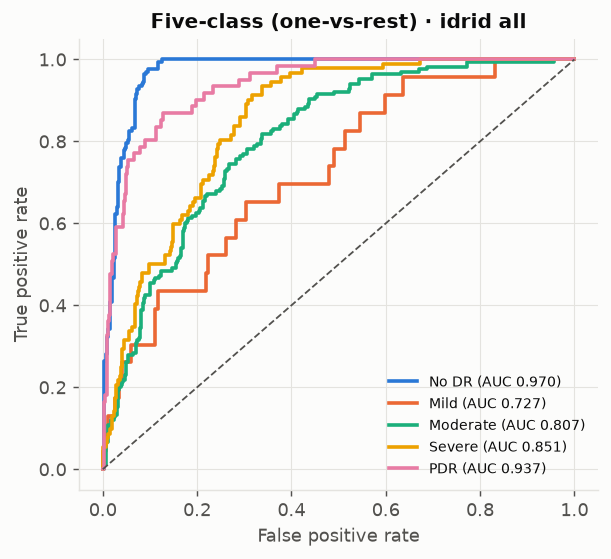 Five-class (one-vs-rest) · idrid all
True positive rate
1.0
0.8
0.6
0.4
0.2
0.0
No DR (AUC 0.970)
Mild (AUC 0.727)
Moderate (AUC 0.807)
Severe (AUC 0.851)
PDR (AUC 0.937)
0.0 0.2 0.4 0.6 0.8 1.0
False positive rate